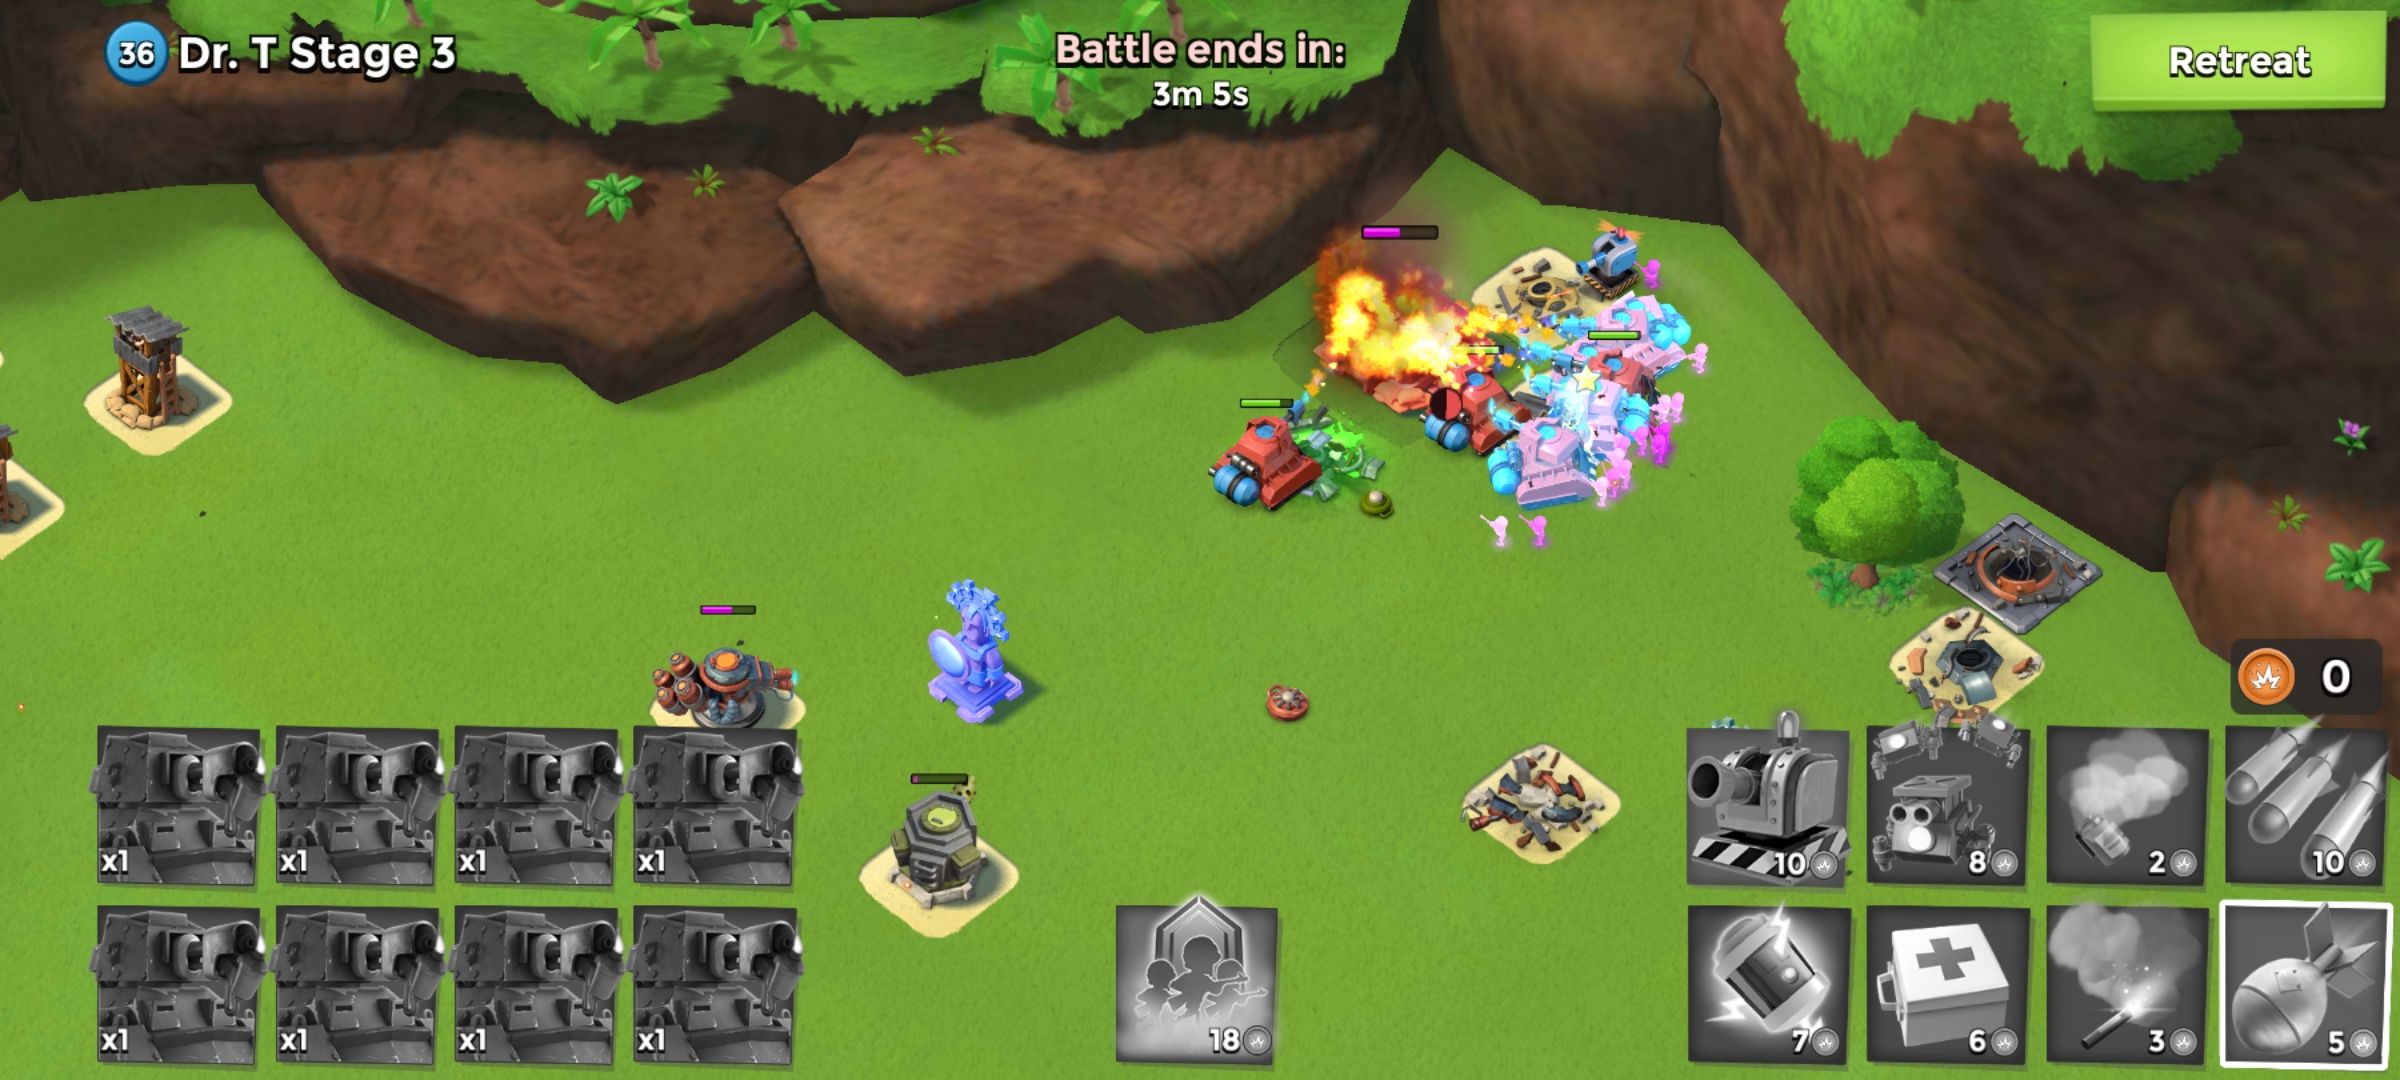 36 Dr. T Stage 3
Battle ends in:
3m 5s
Retreat
0
x1 x1 x1 x1
10 8 2 10
x1 x1 x1 x1
18
7 6 3 5